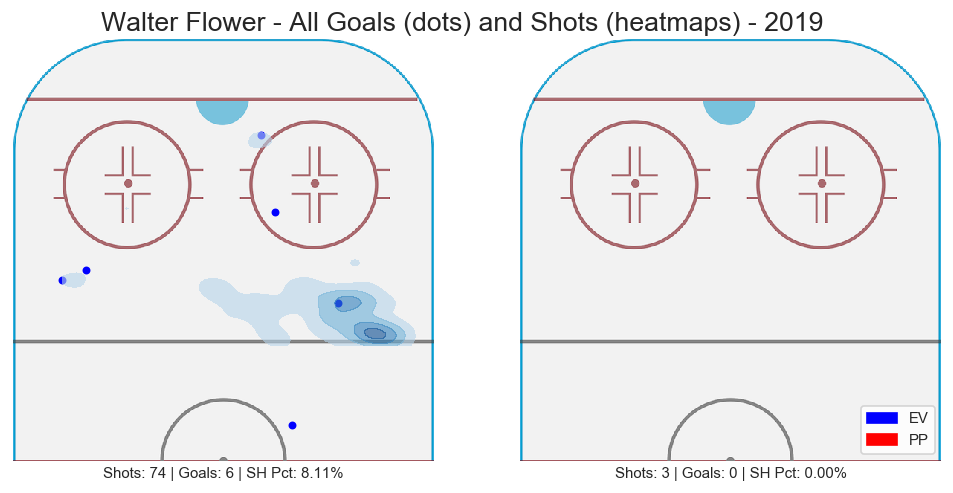 Walter Flower - All Goals (dots) and Shots (heatmaps) - 2019
EV
PP
Shots: 74 | Goals: 6 | SH Pct: 8.11%
Shots: 3 | Goals: 0 | SH Pct: 0.00%